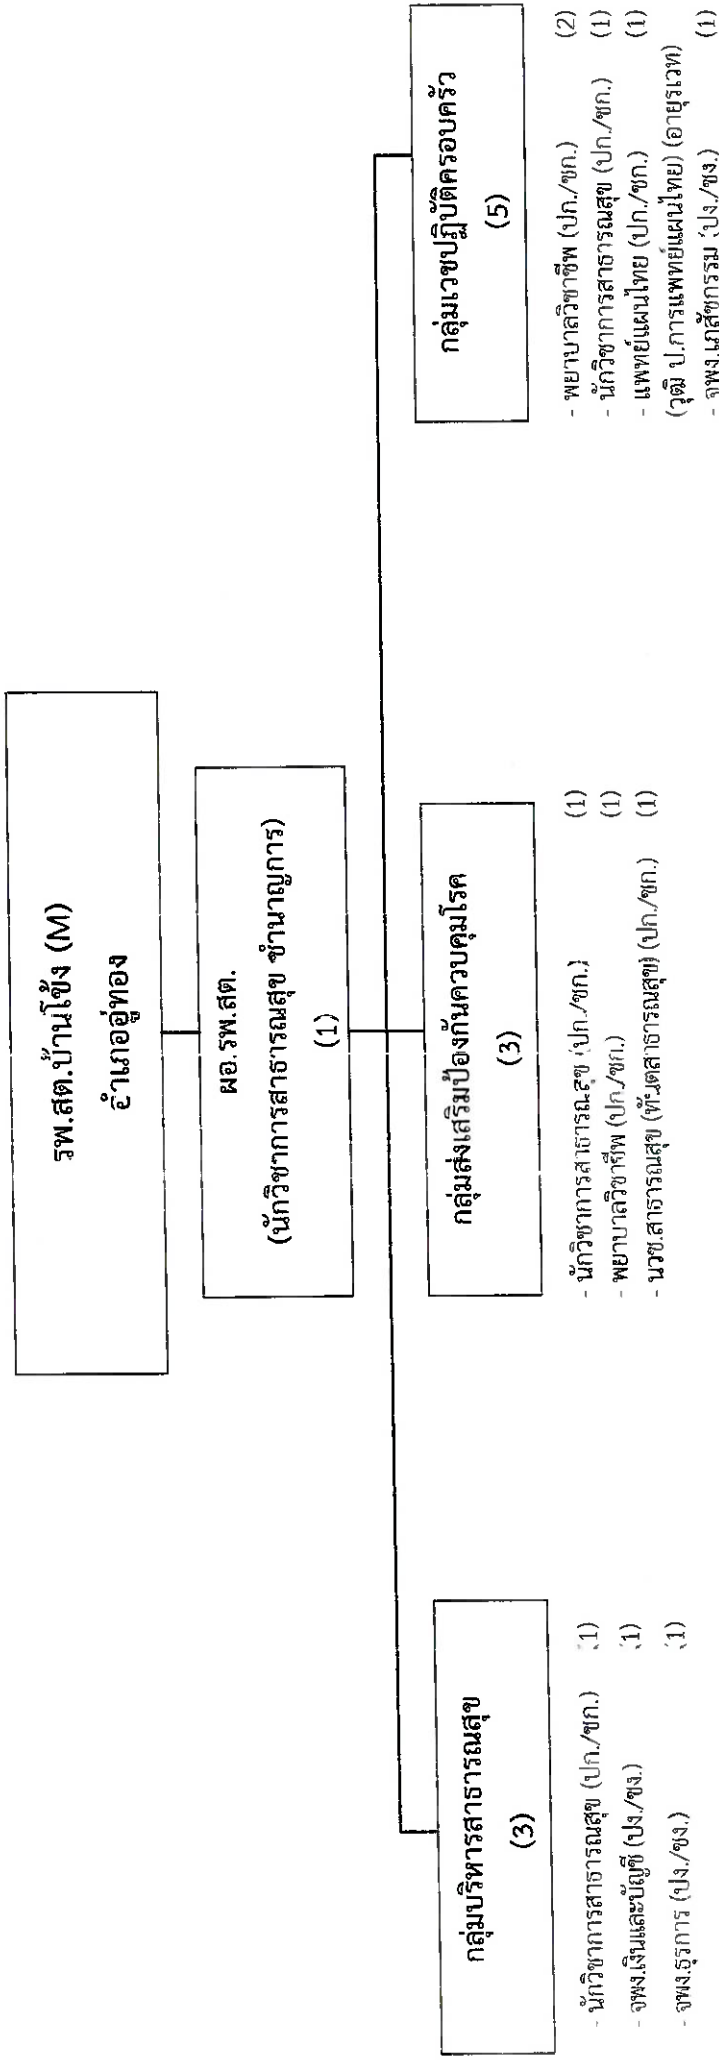 รพ.สต.บ้านโข้ง (M)
อำเภออู่ทอง
ผอ.รพ.สต.
(นักวิชาการสาธารณสุข ชำนาญการ)
(1)
กลุ่มบริหารสาธารณสุข
(3)
- นักวิชาการสาธารณสุข (ปก./ชก.) (1)
- จพง.เงินและบัญชี (ปง./ชง.) (1)
- จพง.ธุรการ (ปง./ชง.) (1)
กลุ่มส่งเสริมป้องกันควบคุมโรค
(3)
- นักวิชาการสาธารณสุข (ปก./ชก.) (1)
- พยาบาลวิชาชีพ (ปก./ชก.) (1)
- นวช.สาธารณสุข (ทันตสาธารณสุข) (ปก./ชก.) (1)
กลุ่มเวชปฏิบัติครอบครัว
(5)
- พยาบาลวิชาชีพ (ปก./ชก.) (2)
- นักวิชาการสาธารณสุข (ปก./ชก.) (1)
- แพทย์แผนไทย (ปก./ชก.) (1)
(วุฒิ ป.การแพทย์แผนไทย) (อายุรเวท)
- จพง.เภสัชกรรม (ปง./ชง.) (1)